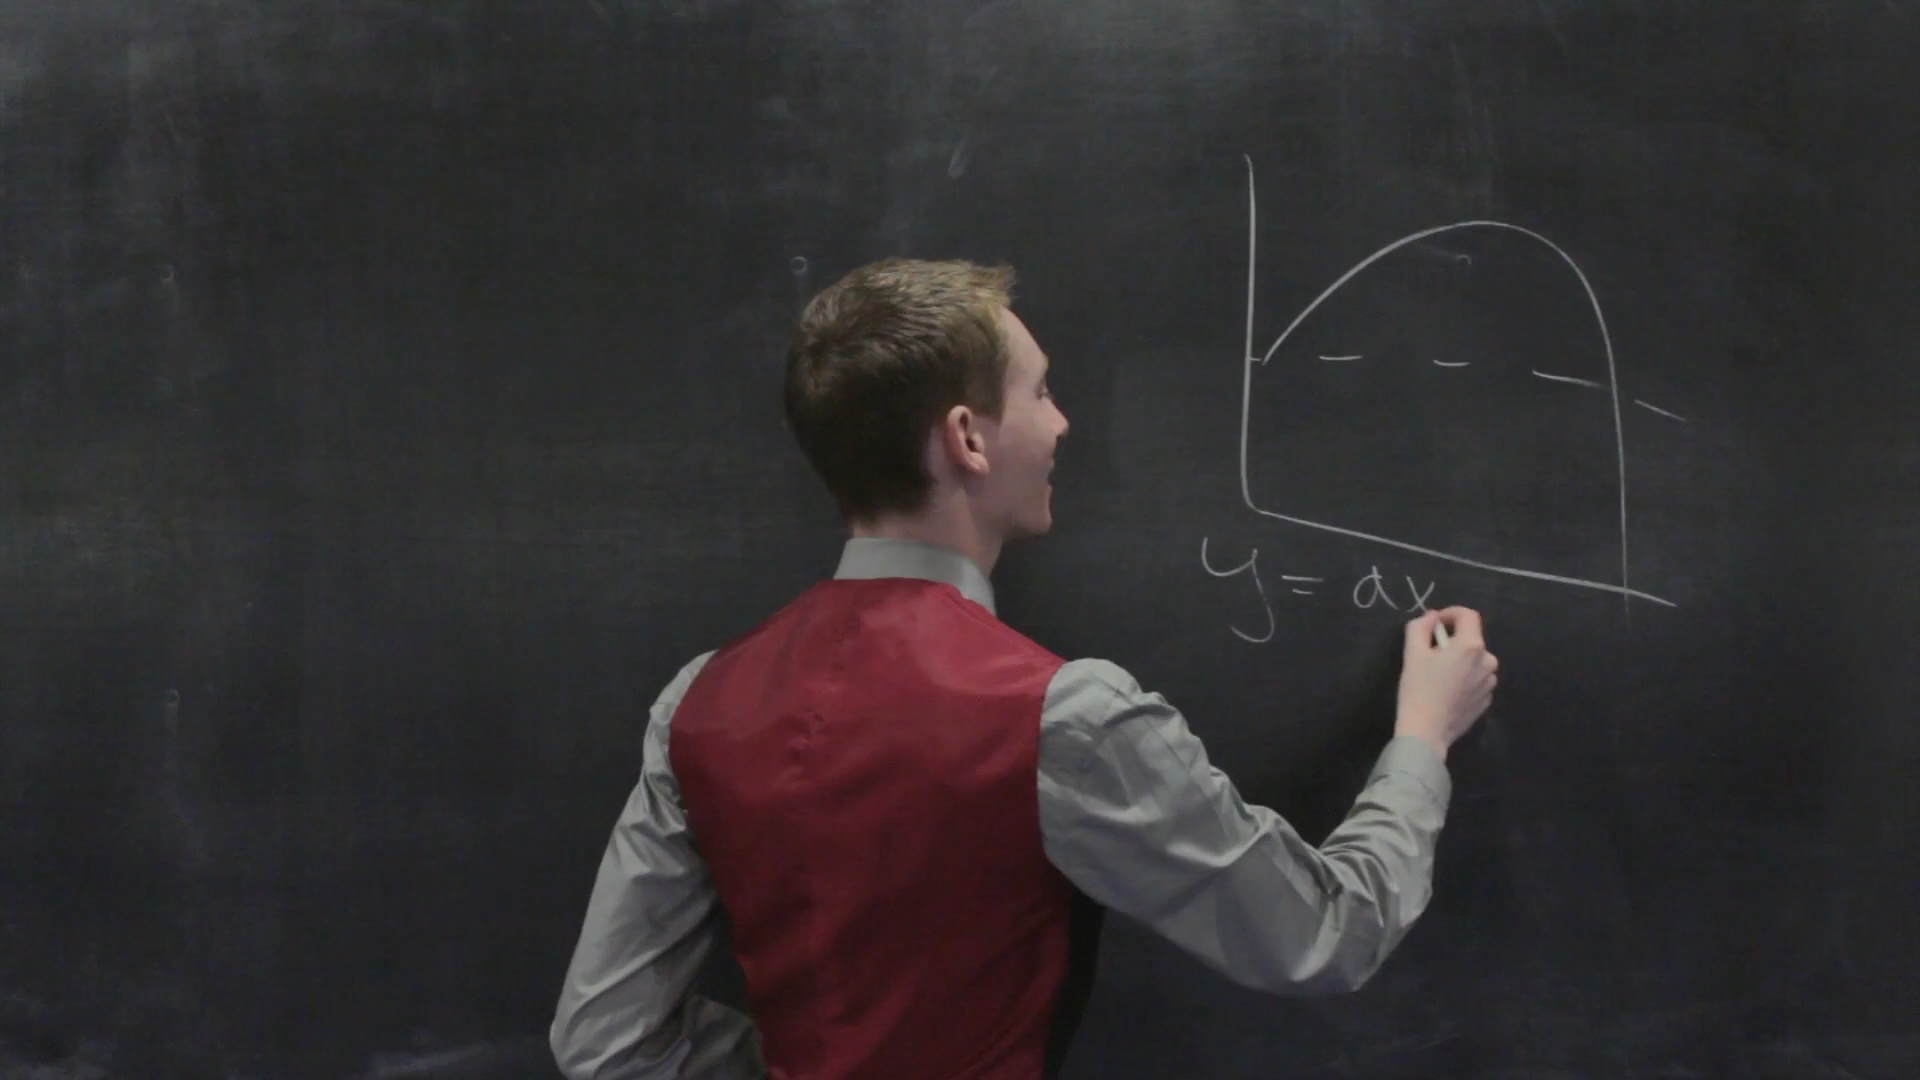 y = ax